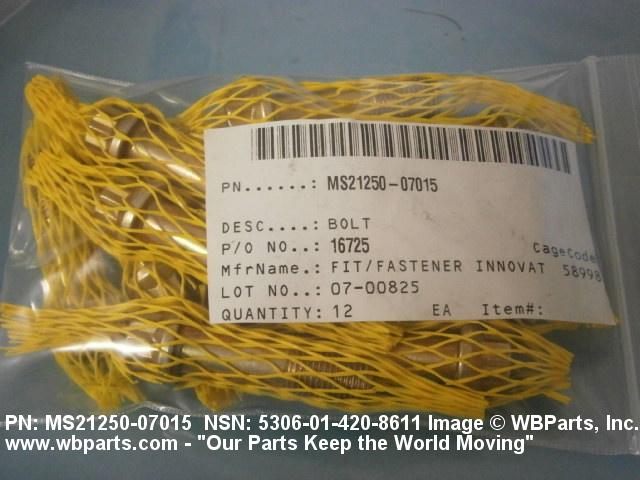 PN......: MS21250-07015
DESC....: BOLT
P/O NO..: 16725
CageCode
MfrName.: FIT/FASTENER INNOVAT 58998
LOT NO..: 07-00825
QUANTITY: 12 EA Item#:
PN: MS21250-07015 NSN: 5306-01-420-8611 Image © WBParts, Inc.
www.wbparts.com - "Our Parts Keep the World Moving"